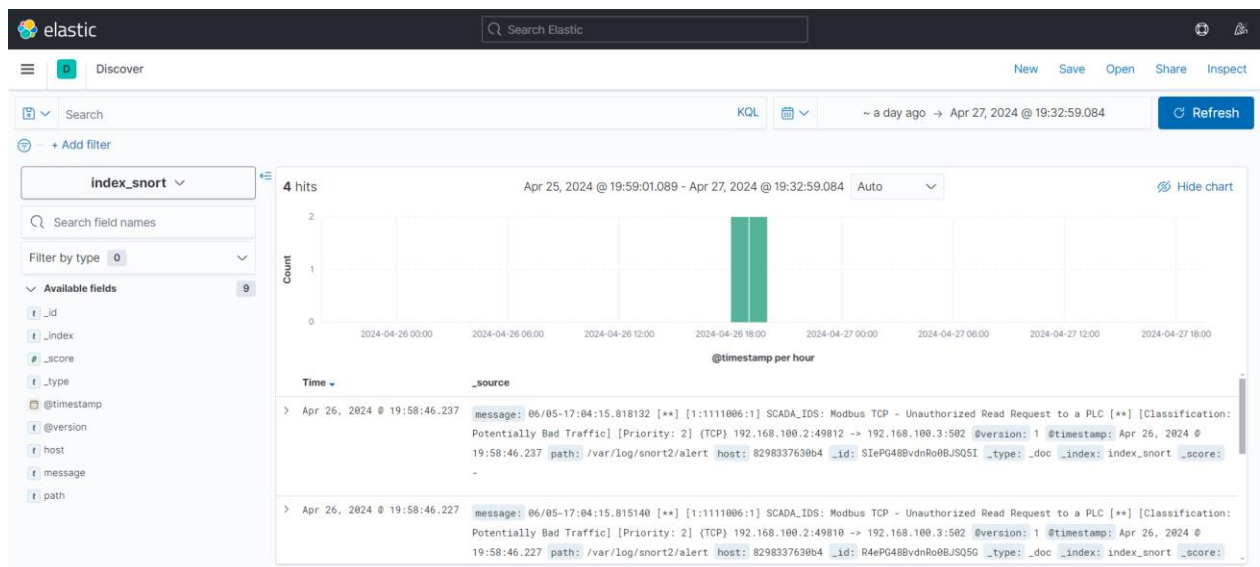 elastic
Search Elastic
D
Discover
New Save Open Share Inspect
Search
KQL
~ a day ago → Apr 27, 2024 @ 19:32:59.084
Refresh
+ Add filter
index_snort
4 hits
Apr 25, 2024 @ 19:59:01.089 - Apr 27, 2024 @ 19:32:59.084
Auto
Hide chart
Search field names
Filter by type 0
Available fields 9
t _id
t _index
# _score
t _type
@timestamp
t @version
t host
t message
t path
Count
2
1
0
2024-04-26 00:00 2024-04-26 06:00 2024-04-26 12:00 2024-04-26 18:00 2024-04-27 00:00 2024-04-27 06:00 2024-04-27 12:00 2024-04-27 18:00
@timestamp per hour
Time _source
Apr 26, 2024 @ 19:58:46.237
message: 06/05-17:04:15.818132 [**] [1:1111006:1] SCADA_IDS: Modbus TCP - Unauthorized Read Request to a PLC [**] [Classification:
Potentially Bad Traffic] [Priority: 2] {TCP} 192.168.100.2:49812 -> 192.168.100.3:502 @version: 1 @timestamp: Apr 26, 2024 @
19:58:46.237 path: /var/log/snort2/alert host: 8298337630b4 _id: SIePG48BvdnRo0BJSQ5I _type: _doc _index: index_snort _score:
-
Apr 26, 2024 @ 19:58:46.227
message: 06/05-17:04:15.815140 [**] [1:1111006:1] SCADA_IDS: Modbus TCP - Unauthorized Read Request to a PLC [**] [Classification:
Potentially Bad Traffic] [Priority: 2] {TCP} 192.168.100.2:49810 -> 192.168.100.3:502 @version: 1 @timestamp: Apr 26, 2024 @
19:58:46.227 path: /var/log/snort2/alert host: 8298337630b4 _id: R4ePG48BvdnRo0BJSQ5G _type: _doc _index: index_snort _score: